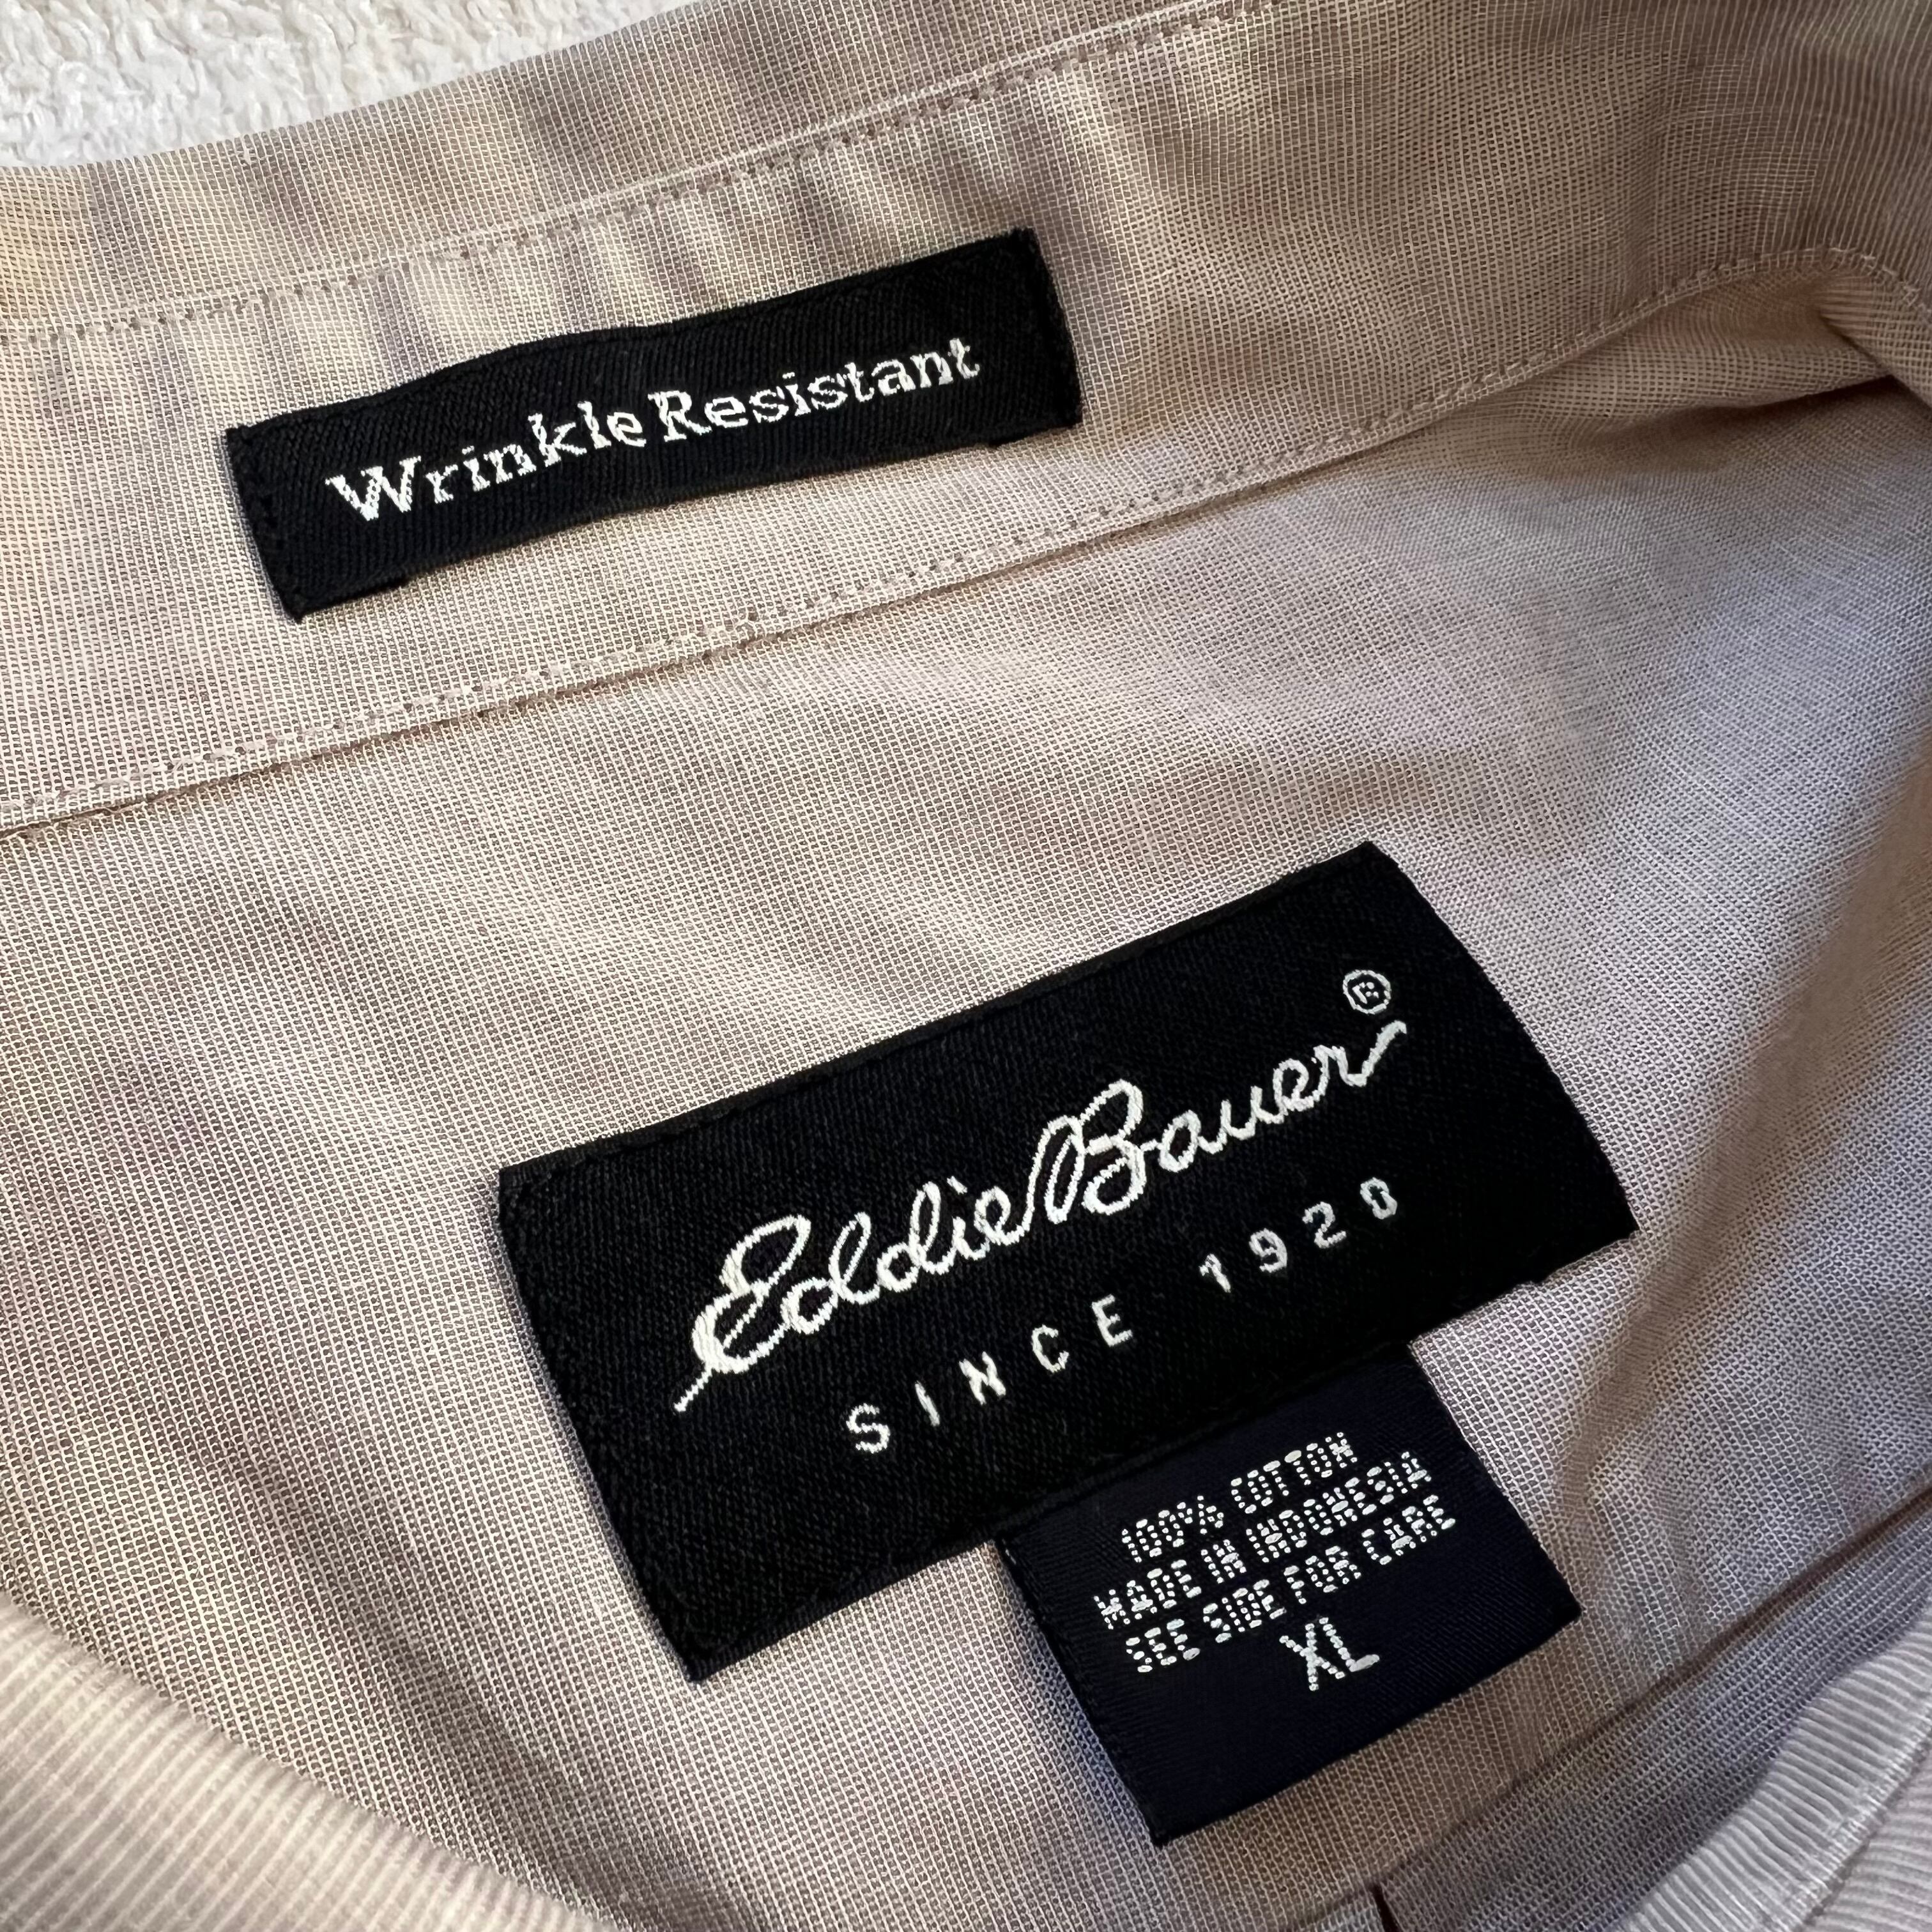 Wrinkle Resistant
Eddie Bauer®
SINCE 1920
100% COTTON
MADE IN INDONESIA
SEE SIDE FOR CARE
XL